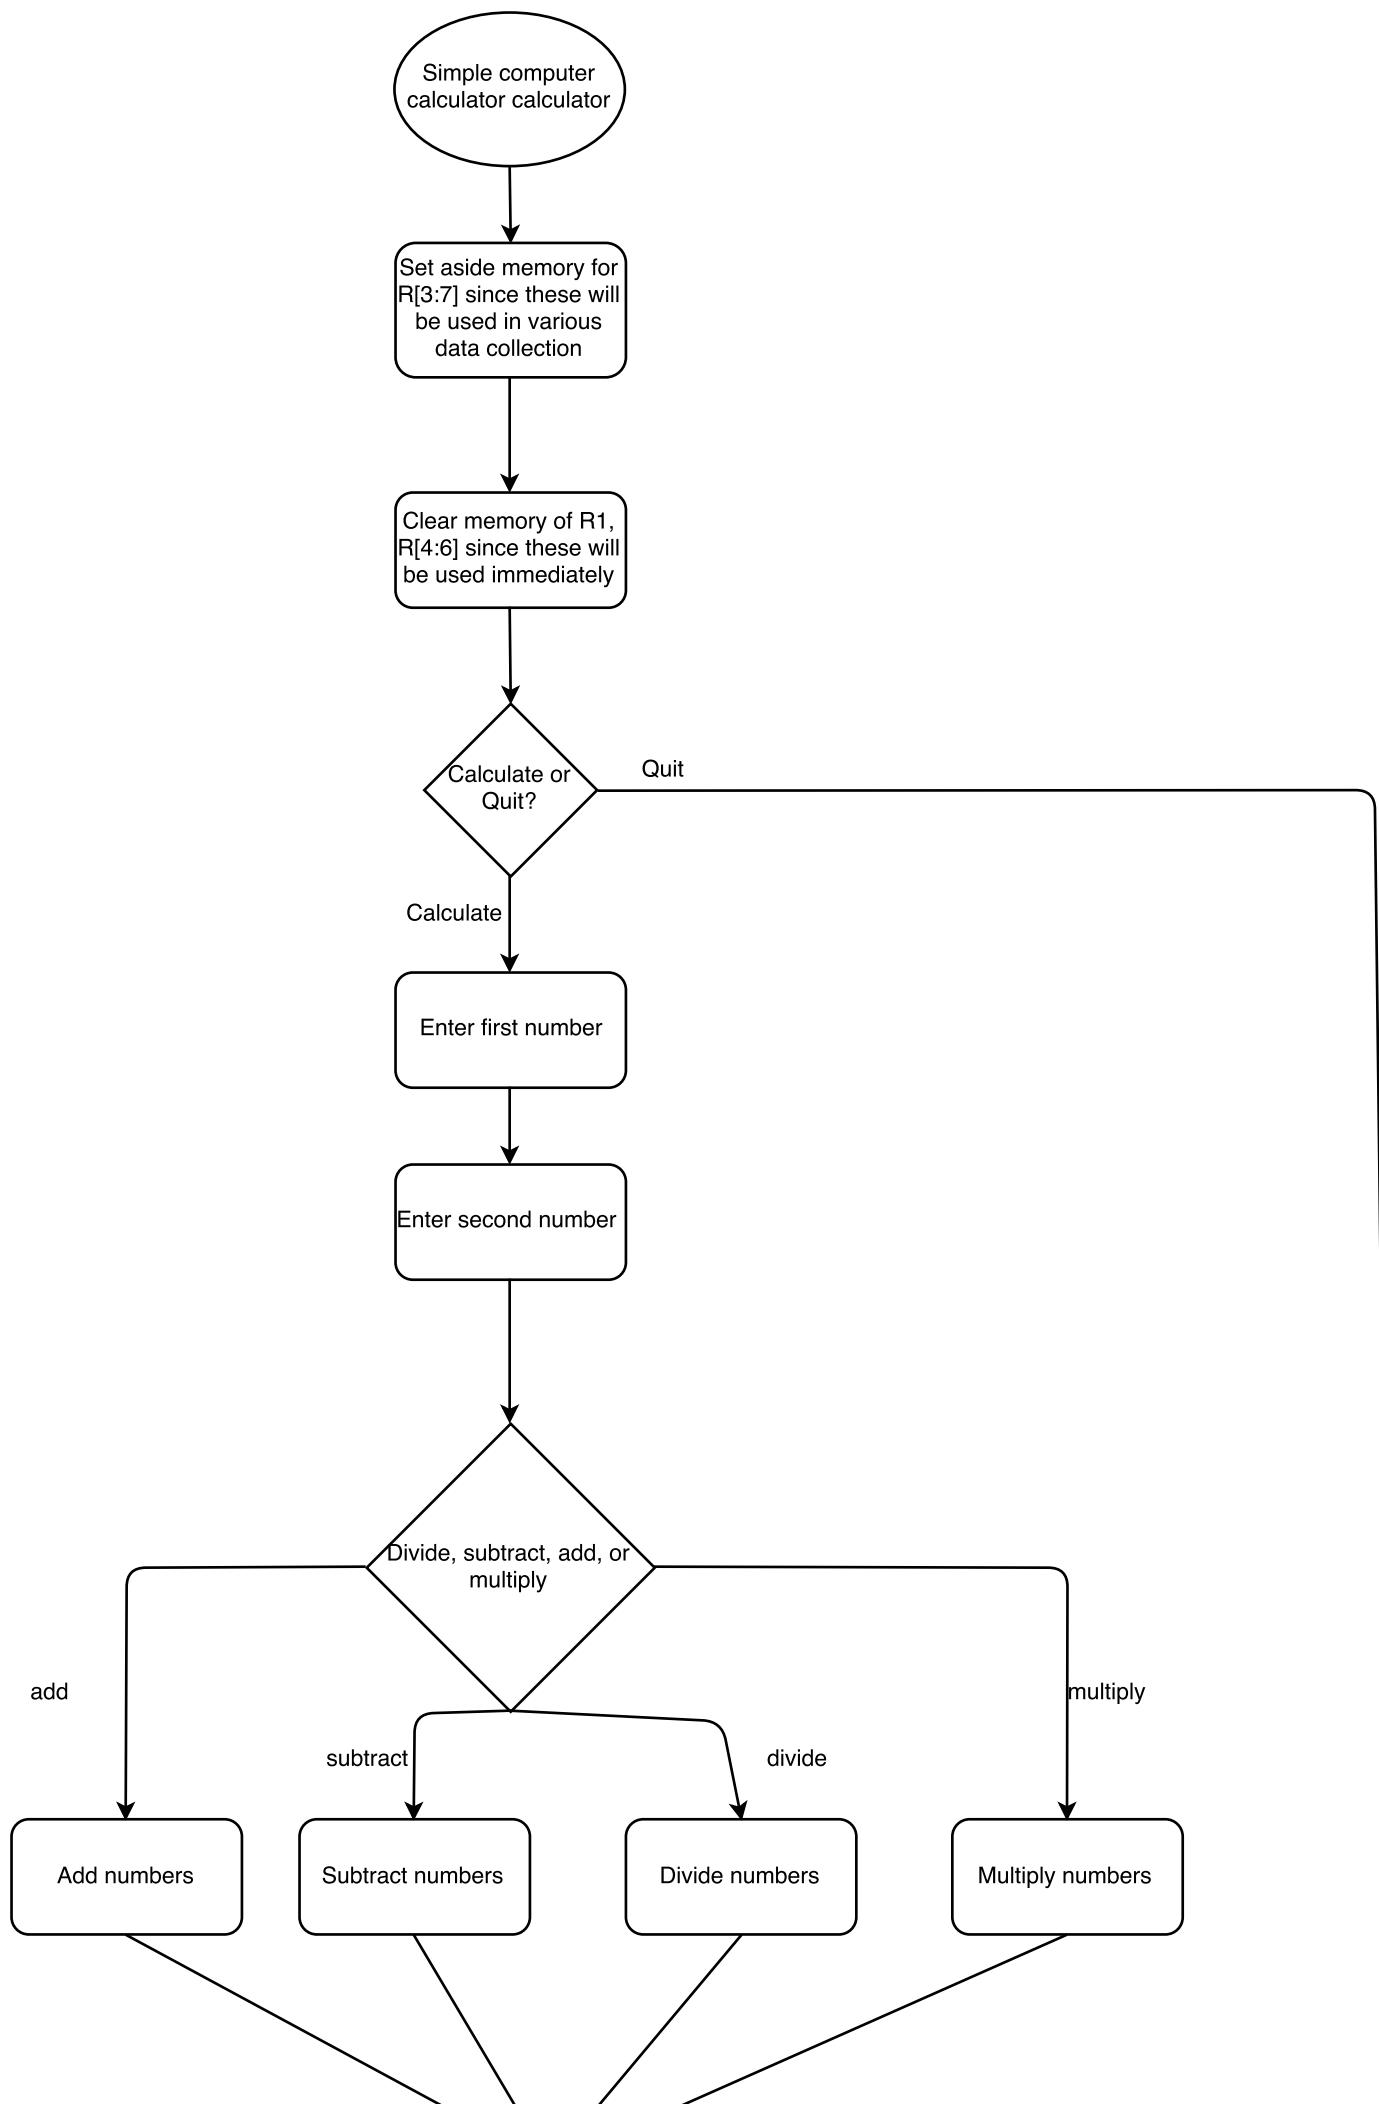 Simple computer
calculator calculator
Set aside memory for
R[3:7] since these will
be used in various
data collection
Clear memory of R1,
R[4:6] since these will
be used immediately
Calculate or
Quit?
Quit
Calculate
Enter first number
Enter second number
Divide, subtract, add, or
multiply
add
multiply
subtract
divide
Add numbers
Subtract numbers
Divide numbers
Multiply numbers